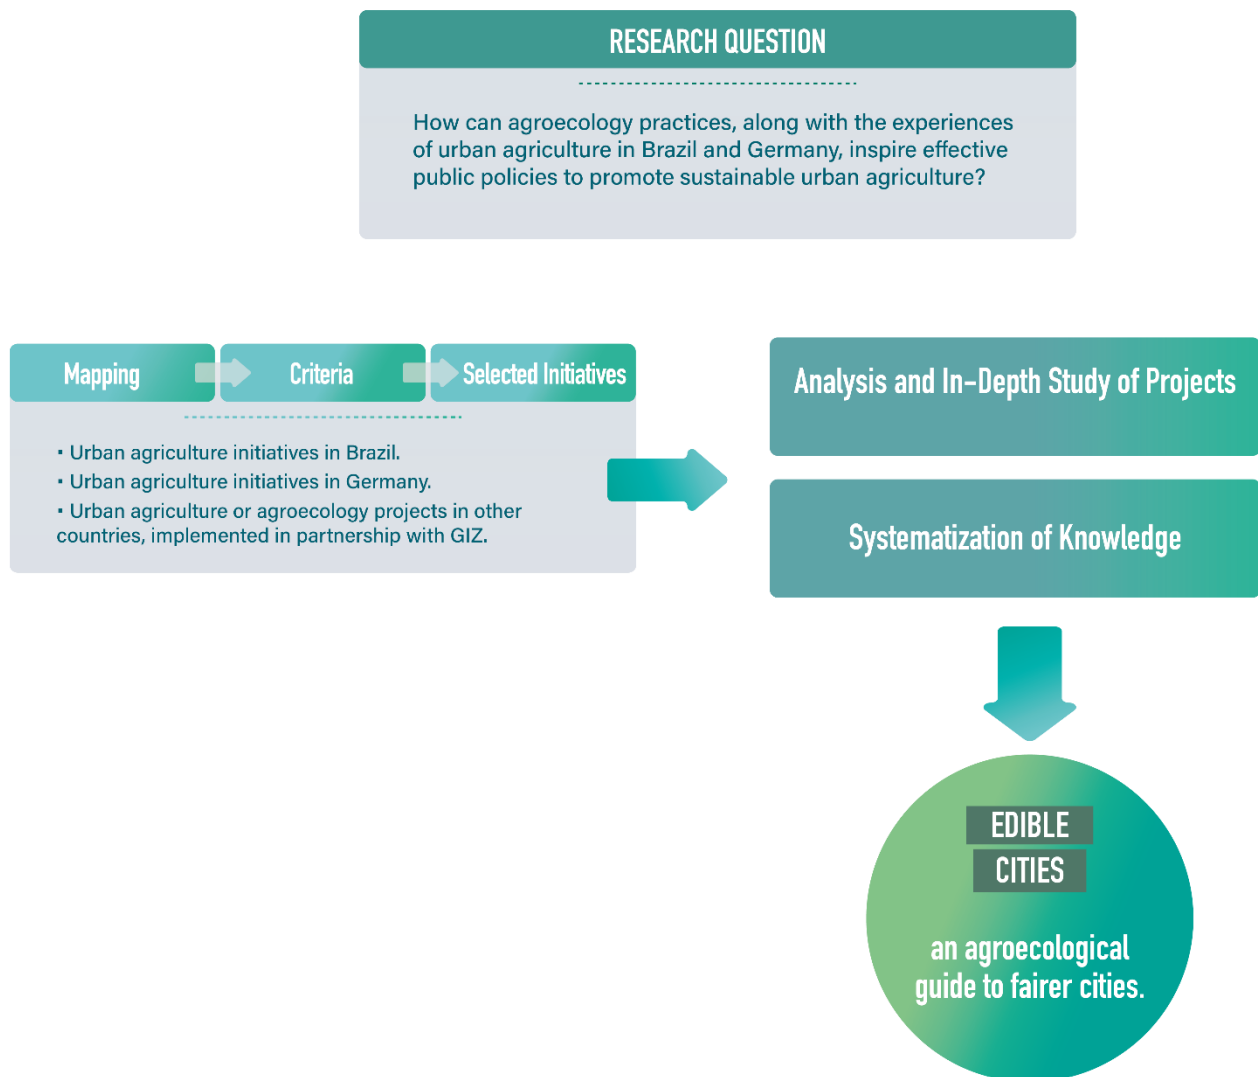 RESEARCH QUESTION
How can agroecology practices, along with the experiences
of urban agriculture in Brazil and Germany, inspire effective
public policies to promote sustainable urban agriculture?
Mapping
Criteria
Selected Initiatives
• Urban agriculture initiatives in Brazil.
• Urban agriculture initiatives in Germany.
• Urban agriculture or agroecology projects in other
countries, implemented in partnership with GIZ.
Analysis and In-Depth Study of Projects
Systematization of Knowledge
EDIBLE
CITIES
an agroecological
guide to fairer cities.